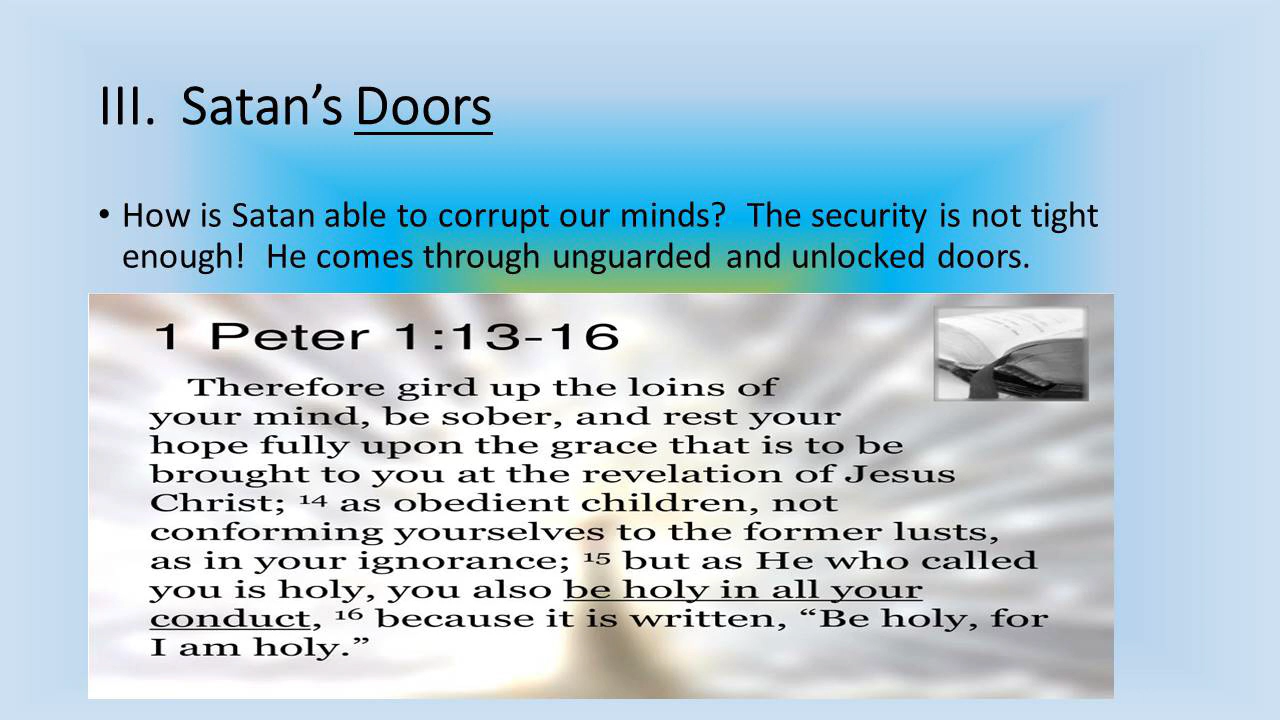 III. Satan’s Doors
• How is Satan able to corrupt our minds? The security is not tight
enough! He comes through unguarded and unlocked doors.
1 Peter 1:13-16
Therefore gird up the loins of
your mind, be sober, and rest your
hope fully upon the grace that is to be
brought to you at the revelation of Jesus
Christ; ¹⁴ as obedient children, not
conforming yourselves to the former lusts,
as in your ignorance; ¹⁵ but as He who called
you is holy, you also be holy in all your
conduct, ¹⁶ because it is written, “Be holy, for
I am holy.”